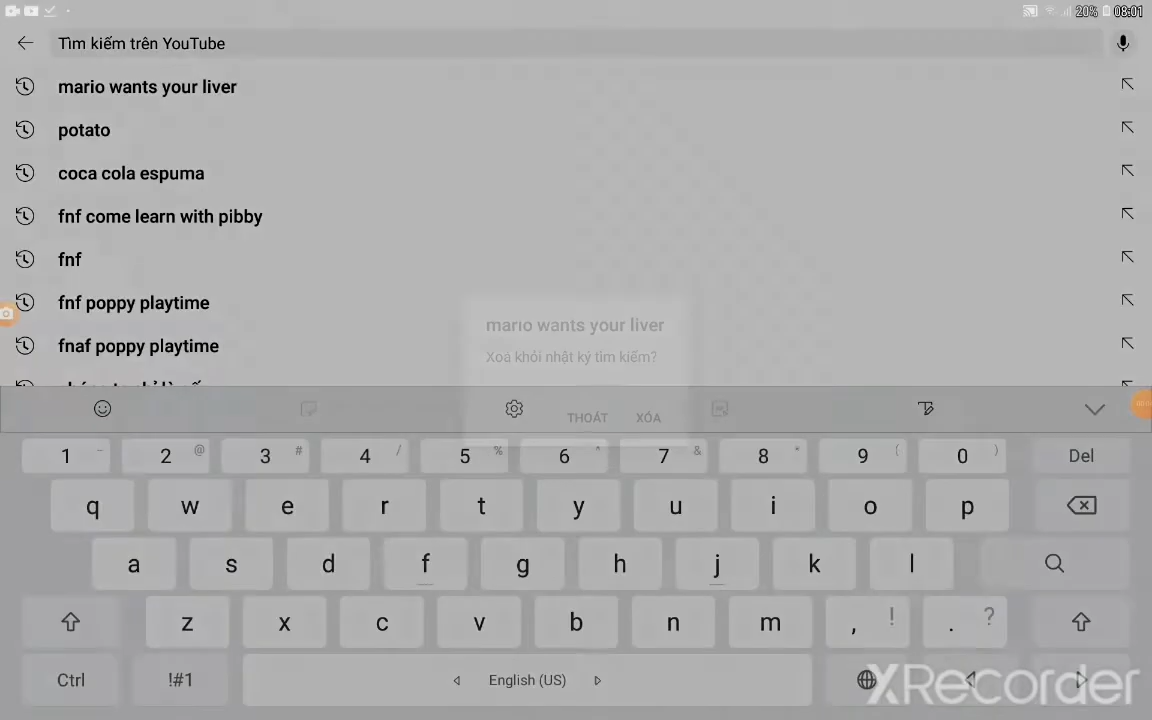 20% 08:01
Tìm kiếm trên YouTube
mario wants your liver
potato
coca cola espuma
fnf come learn with pibby
fnf
fnf poppy playtime
fnaf poppy playtime
mario wants your liver
Xoá khỏi nhật ký tìm kiếm?
THOÁT XÓA
1 - 2 @ 3 # 4 / 5 % 6 ^ 7 & 8 * 9 ( 0 ) Del
q w e r t y u i o p
a s d f g h j k l
z x c v b n m , ! . ?
Ctrl !#1 English (US)
XRecorder